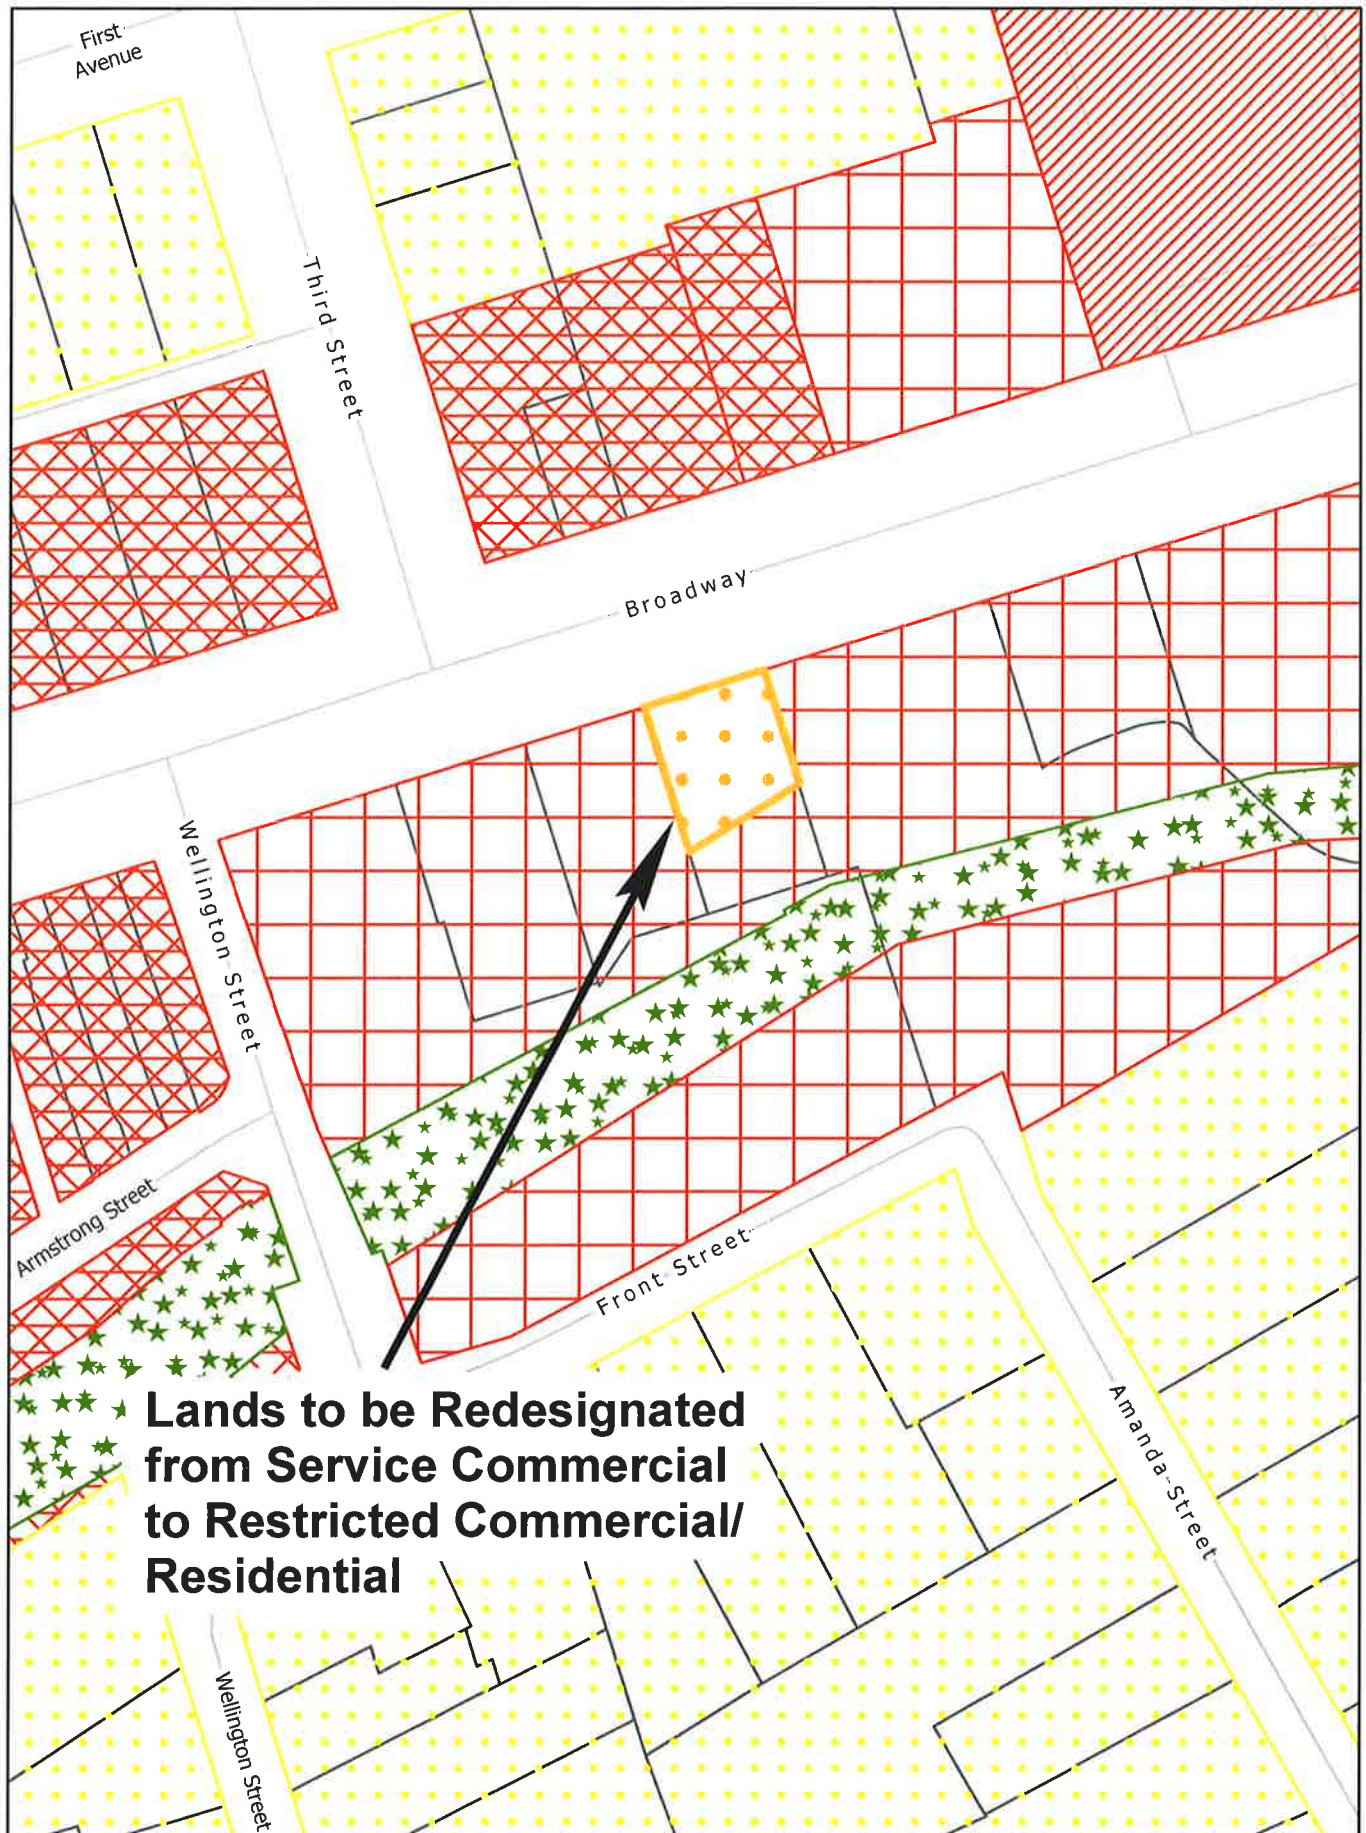 First
Avenue
Third Street
Broadway
Wellington Street
Armstrong Street
Front Street
Amanda Street
Lands to be Redesignated
from Service Commercial
to Restricted Commercial/
Residential
Wellington Street